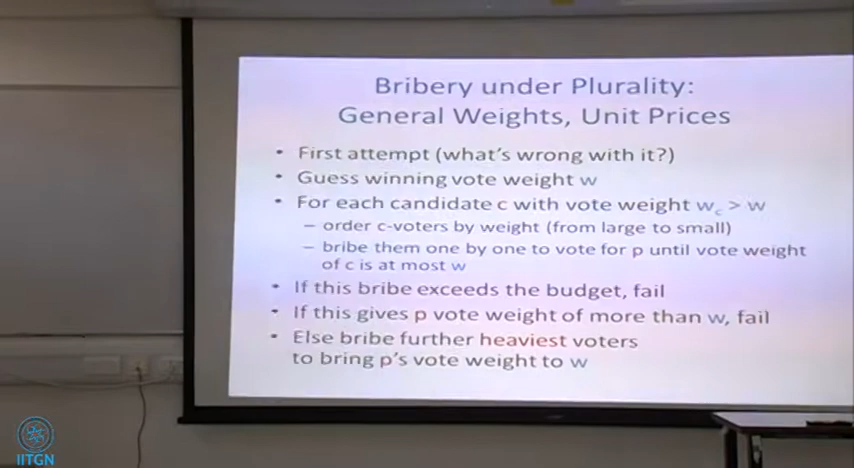 Bribery under Plurality:
General Weights, Unit Prices
• First attempt (what's wrong with it?)
• Guess winning vote weight w
• For each candidate c with vote weight w_c > w
– order c-voters by weight (from large to small)
– bribe them one by one to vote for p until vote weight
of c is at most w
• If this bribe exceeds the budget, fail
• If this gives p vote weight of more than w, fail
• Else bribe further heaviest voters
to bring p's vote weight to w
IITGN